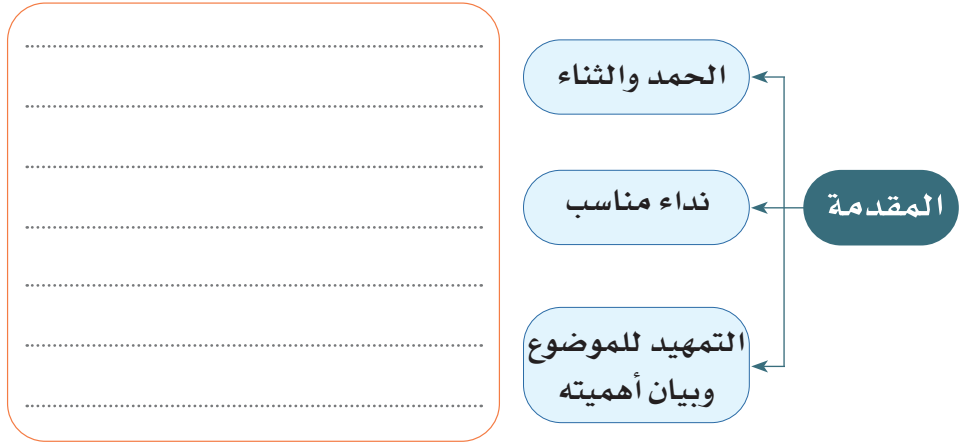 المقدمة
الحمد والثناء
نداء مناسب
التمهيد للموضوع
وبيان أهميته